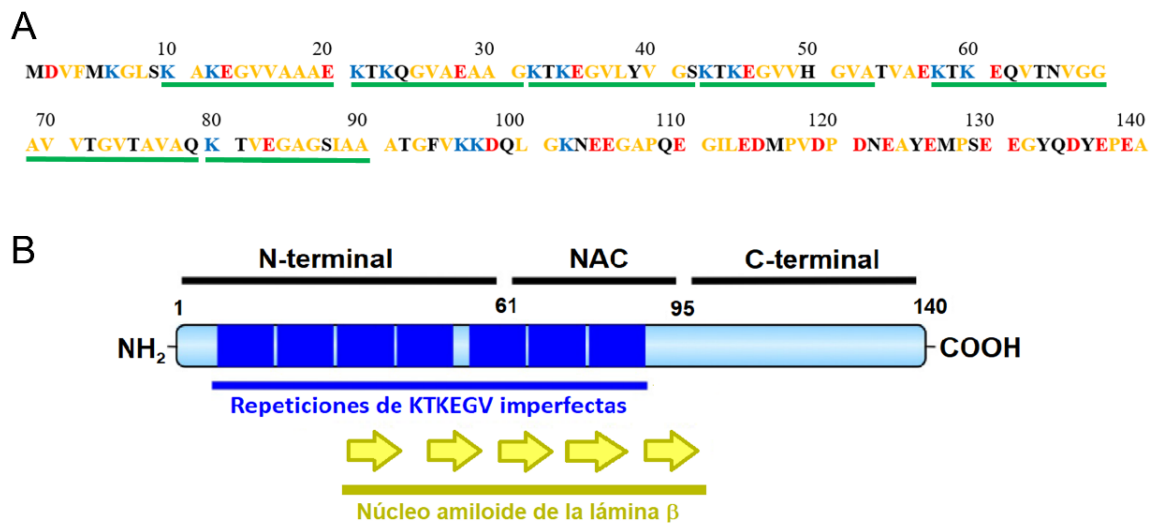 A
10 20 30 40 50 60
MDVFMKGLSK AKEGVVAAAE KTKQGVAEAA GKTKEGVLYV GSKTKEGVVH GVATVAEKTK EQVTNVGG
70 80 90 100 110 120 130 140
AV VTGVTAVAQ K TVEGAGSIAA ATGFVKKDQL GKNEEGAPQE GILEDMPVDP DNEAYEMPSE EGYQDYEPEA
B
N-terminal NAC C-terminal
1 61 95 140
NH₂ COOH
Repeticiones de KTKEGV imperfectas
Núcleo amiloide de la lámina β